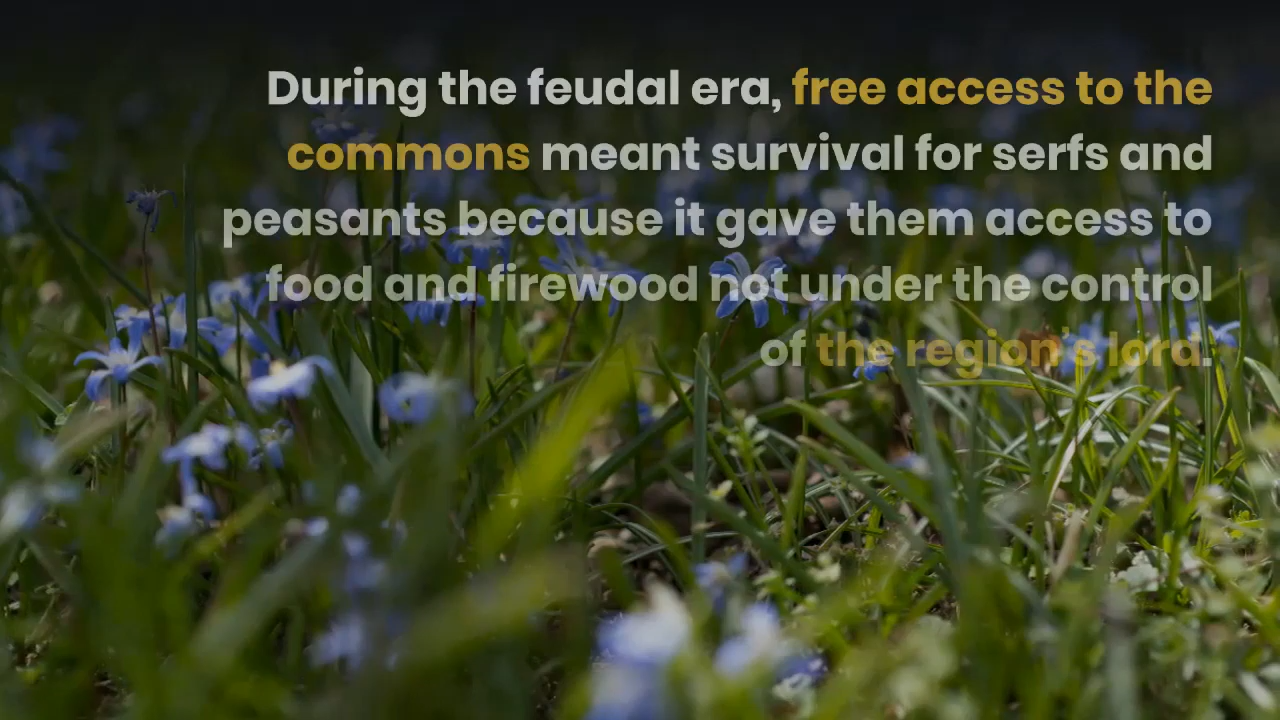 During the feudal era, free access to the
commons meant survival for serfs and
peasants because it gave them access to
food and firewood not under the control
of the region's lord.